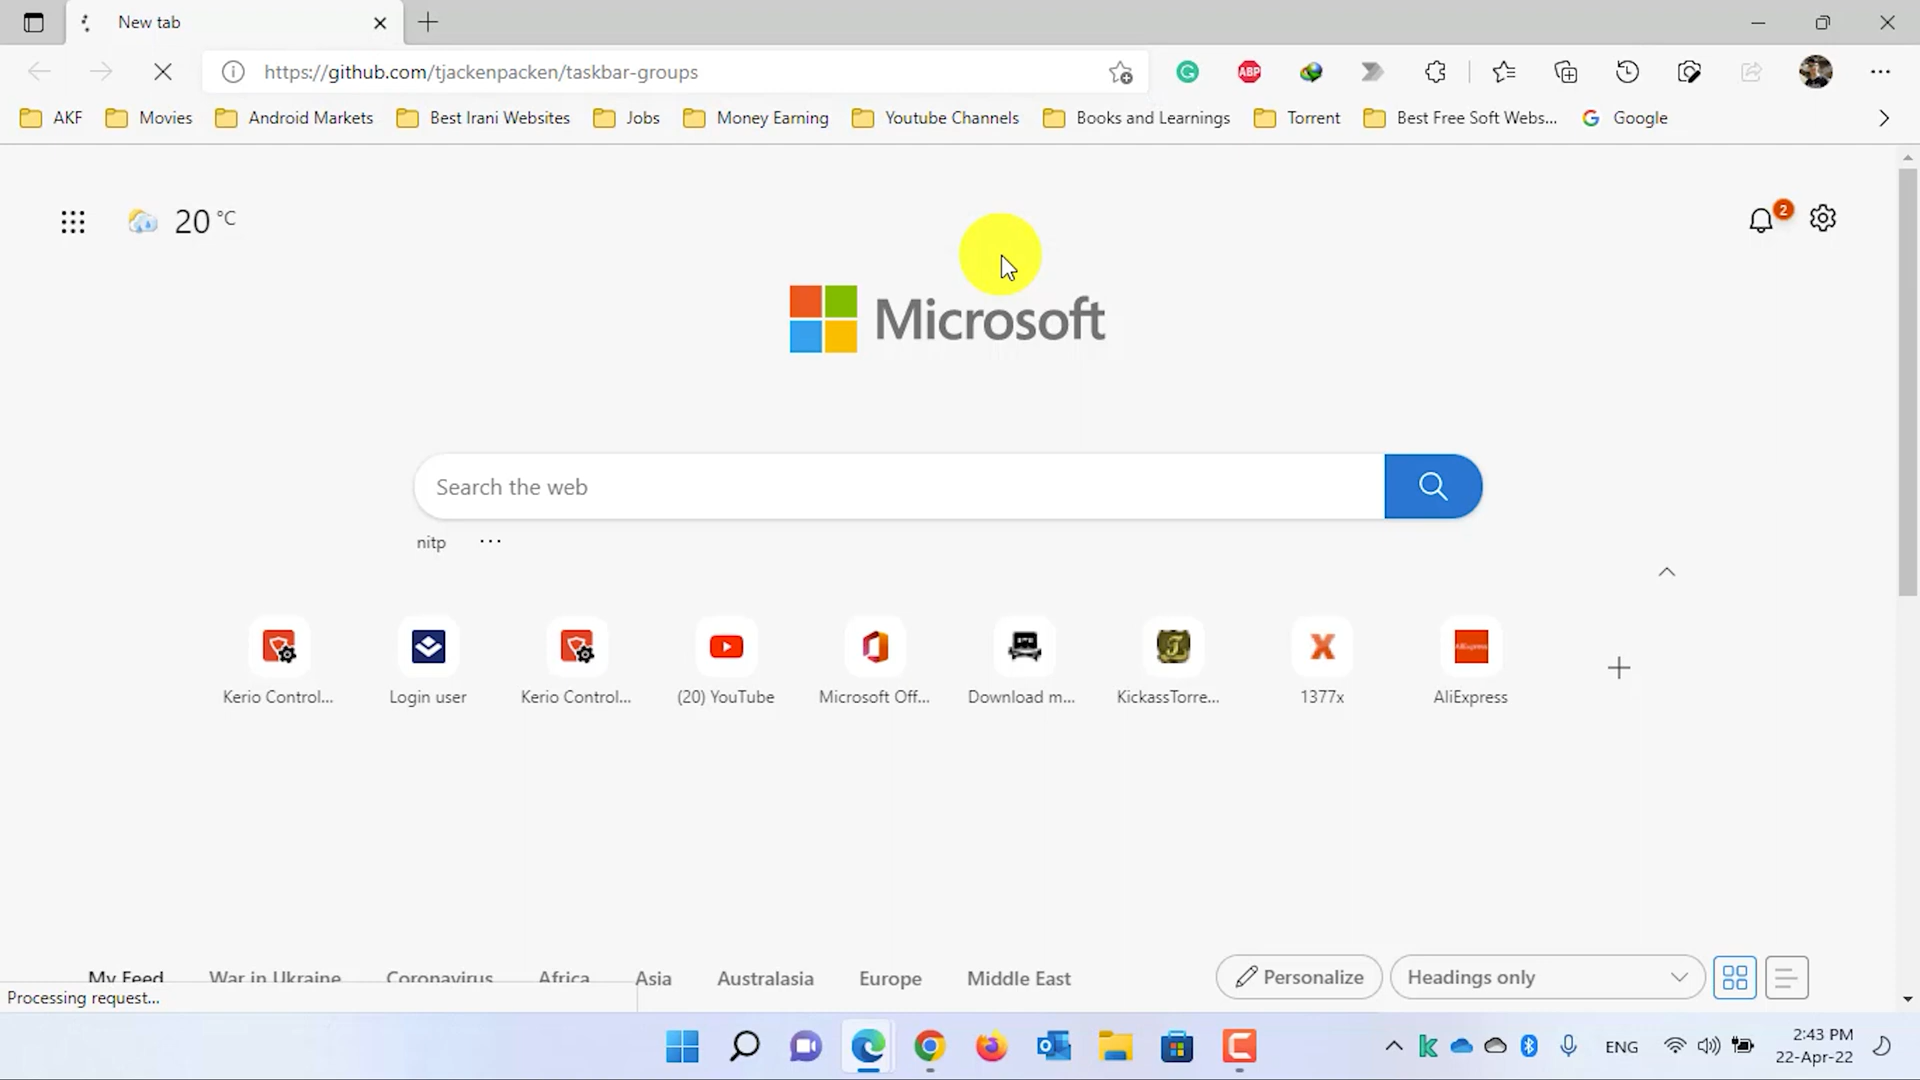 New tab
https://github.com/tjackenpacken/taskbar-groups
ABP
AKF
Movies
Android Markets
Best Irani Websites
Jobs
Money Earning
Youtube Channels
Books and Learnings
Torrent
Best Free Soft Webs...
Google
20 °C
2
Microsoft
Search the web
nitp
Kerio Control...
Login user
Kerio Control...
(20) YouTube
Microsoft Off...
Download m...
KickassTorre...
1377x
AliExpress
My Feed
War in Ukraine
Coronavirus
Africa
Asia
Australasia
Europe
Middle East
Personalize
Headings only
Processing request...
ENG
2:43 PM
22-Apr-22